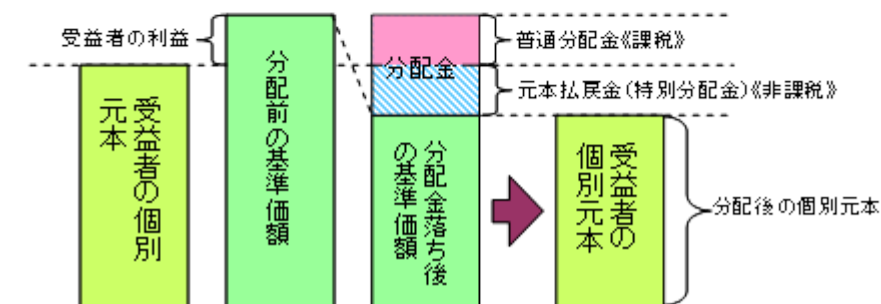 受益者の利益
受益者の個別
元本
分配前の基準価額
分配金
普通分配金《課税》
元本払戻金(特別分配金)《非課税》
分配金落ち後
の基準価額
受益者の
個別元本
分配後の個別元本